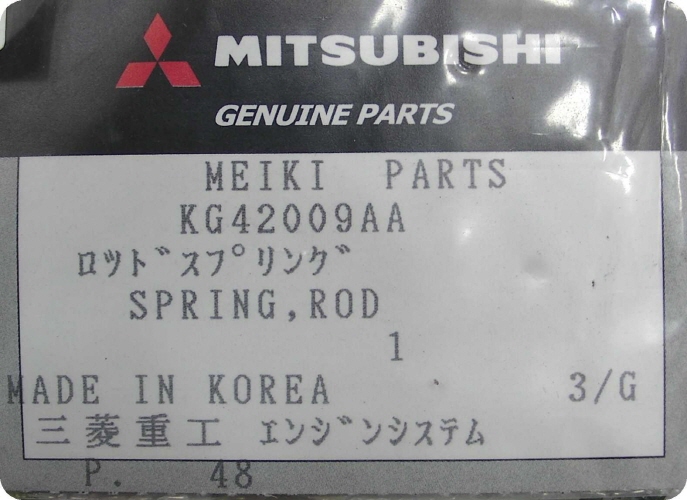 MITSUBISHI
GENUINE PARTS
MEIKI PARTS
KG42009AA
ﾛﾂﾄﾞｽﾌﾟﾘﾝｸﾞ
SPRING,ROD
1
MADE IN KOREA 3/G
三菱重工 ｴﾝｼﾞﾝｼｽﾃﾑ
P. 48